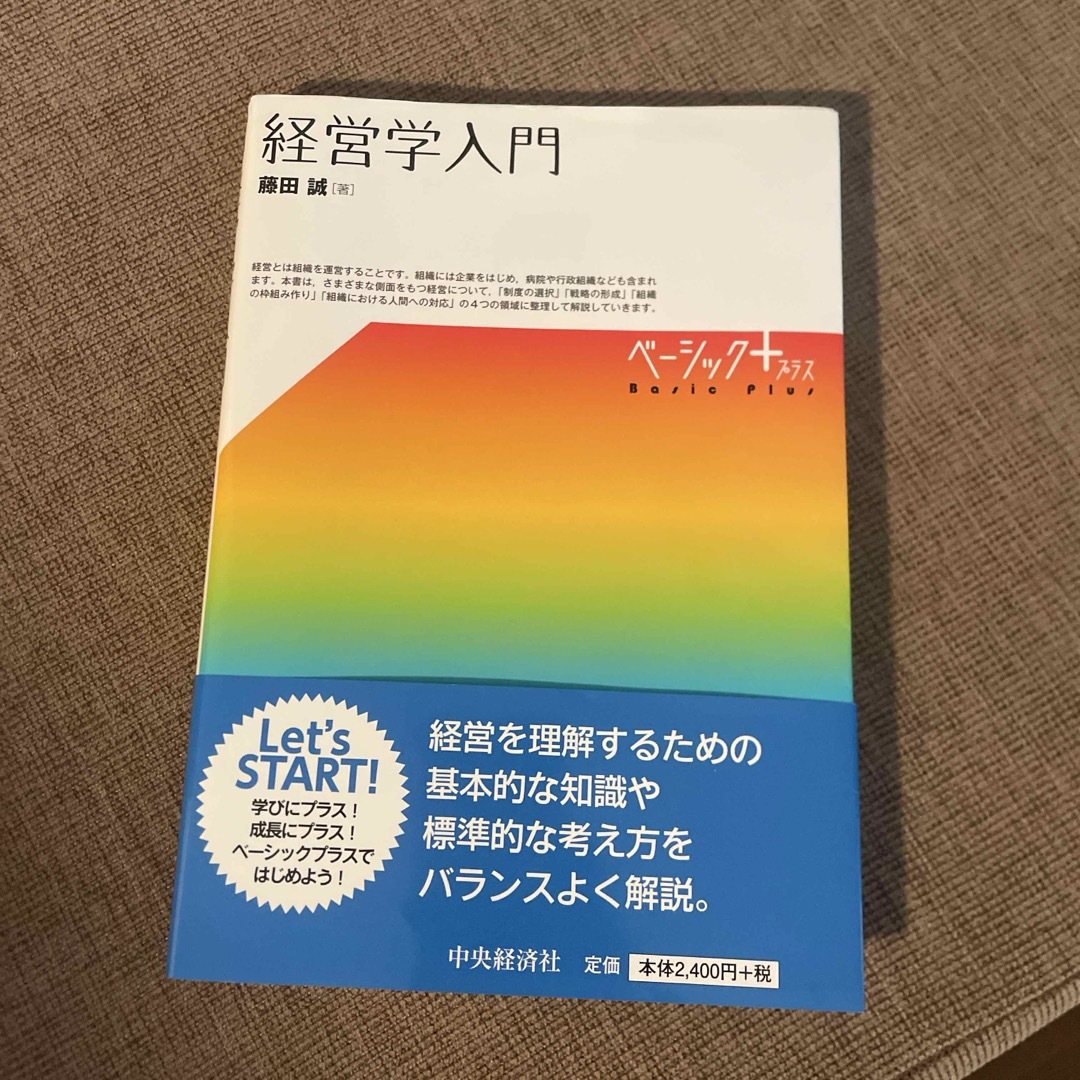 経営学入門
藤田 誠[著]
経営とは組織を運営することです。組織には企業をはじめ，病院や行政組織なども含まれ
ます。本書は，さまざまな側面をもつ経営について，「制度の選択」「戦略の形成」「組織
の枠組み作り」「組織における人間への対応」の4つの領域に整理して解説していきます。
ベーシック+プラス
Basic Plus
Let's
START!
学びにプラス！
成長にプラス！
ベーシックプラスで
はじめよう！
経営を理解するための
基本的な知識や
標準的な考え方を
バランスよく解説。
中央経済社 定価 本体2,400円+税